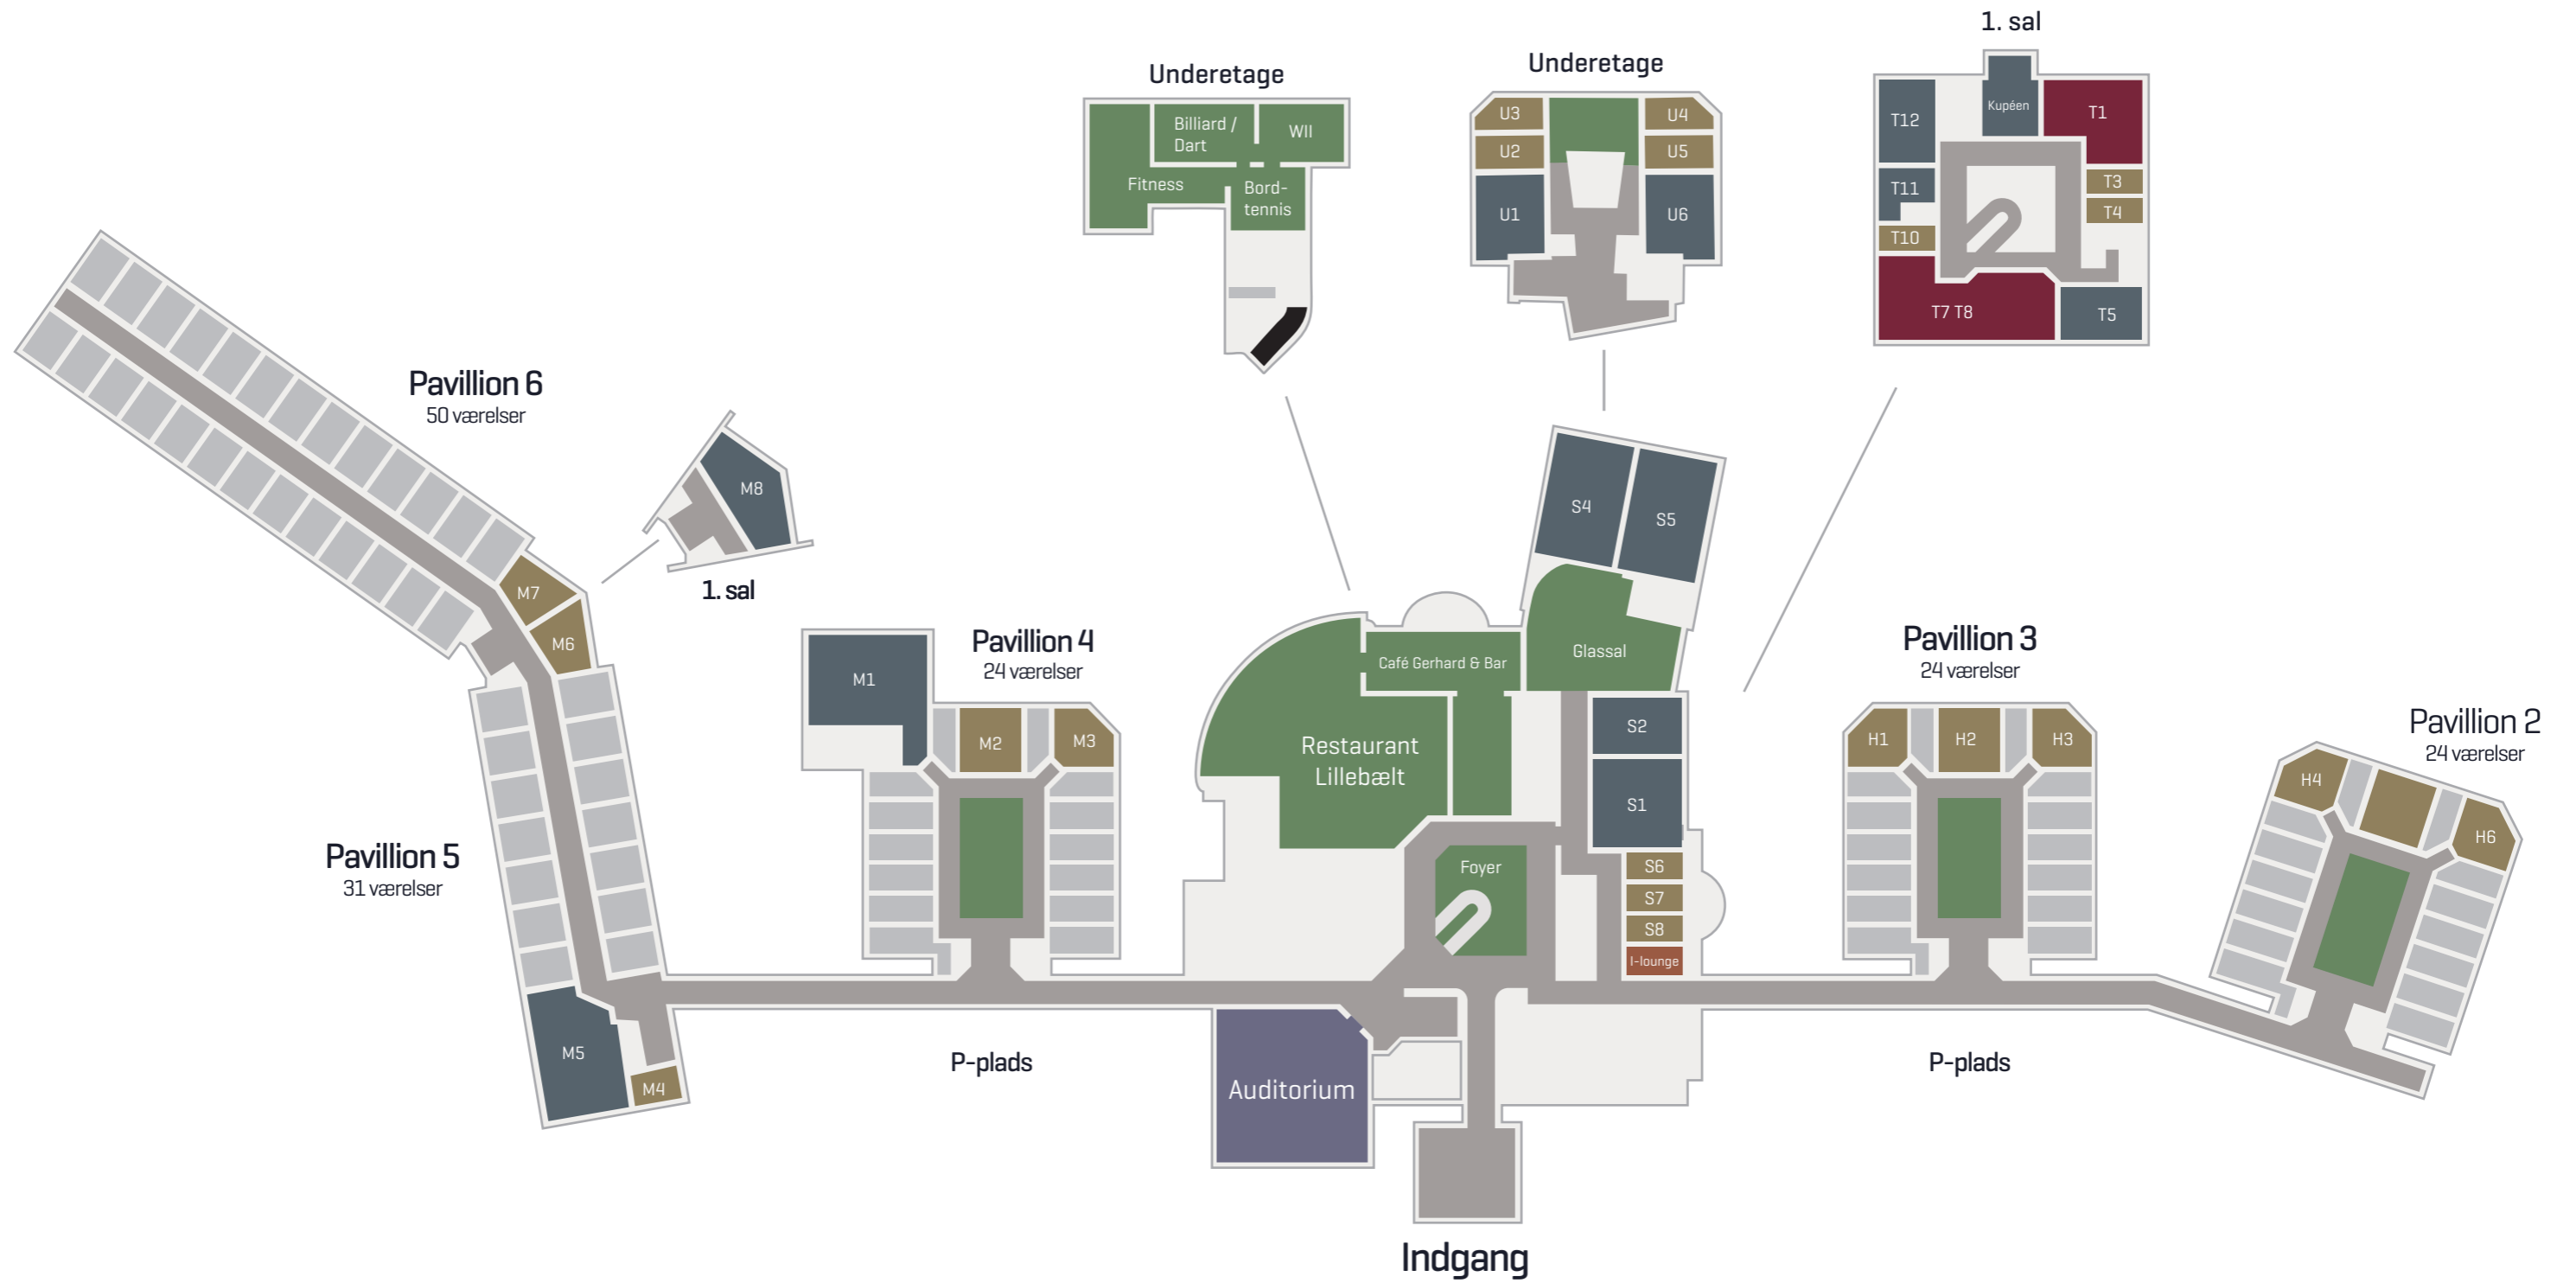 1. sal
Underetage
Underetage
Kupéen
T1
T12
T11
T3
T4
T10
T7 T8
T5
Billiard /
Dart
WII
Fitness
Bord-
tennis
U3
U4
U2
U5
U1
U6
Pavillion 6
50 værelser
M8
1. sal
M7
M6
S4
S5
Glassal
Café Gerhard & Bar
Restaurant
Lillebælt
S2
S1
Foyer
S6
S7
S8
I-lounge
Pavillion 4
24 værelser
M1
M2
M3
Pavillion 3
24 værelser
H1
H2
H3
Pavillion 2
24 værelser
H4
H6
Pavillion 5
31 værelser
M5
M4
P-plads
P-plads
Auditorium
Indgang